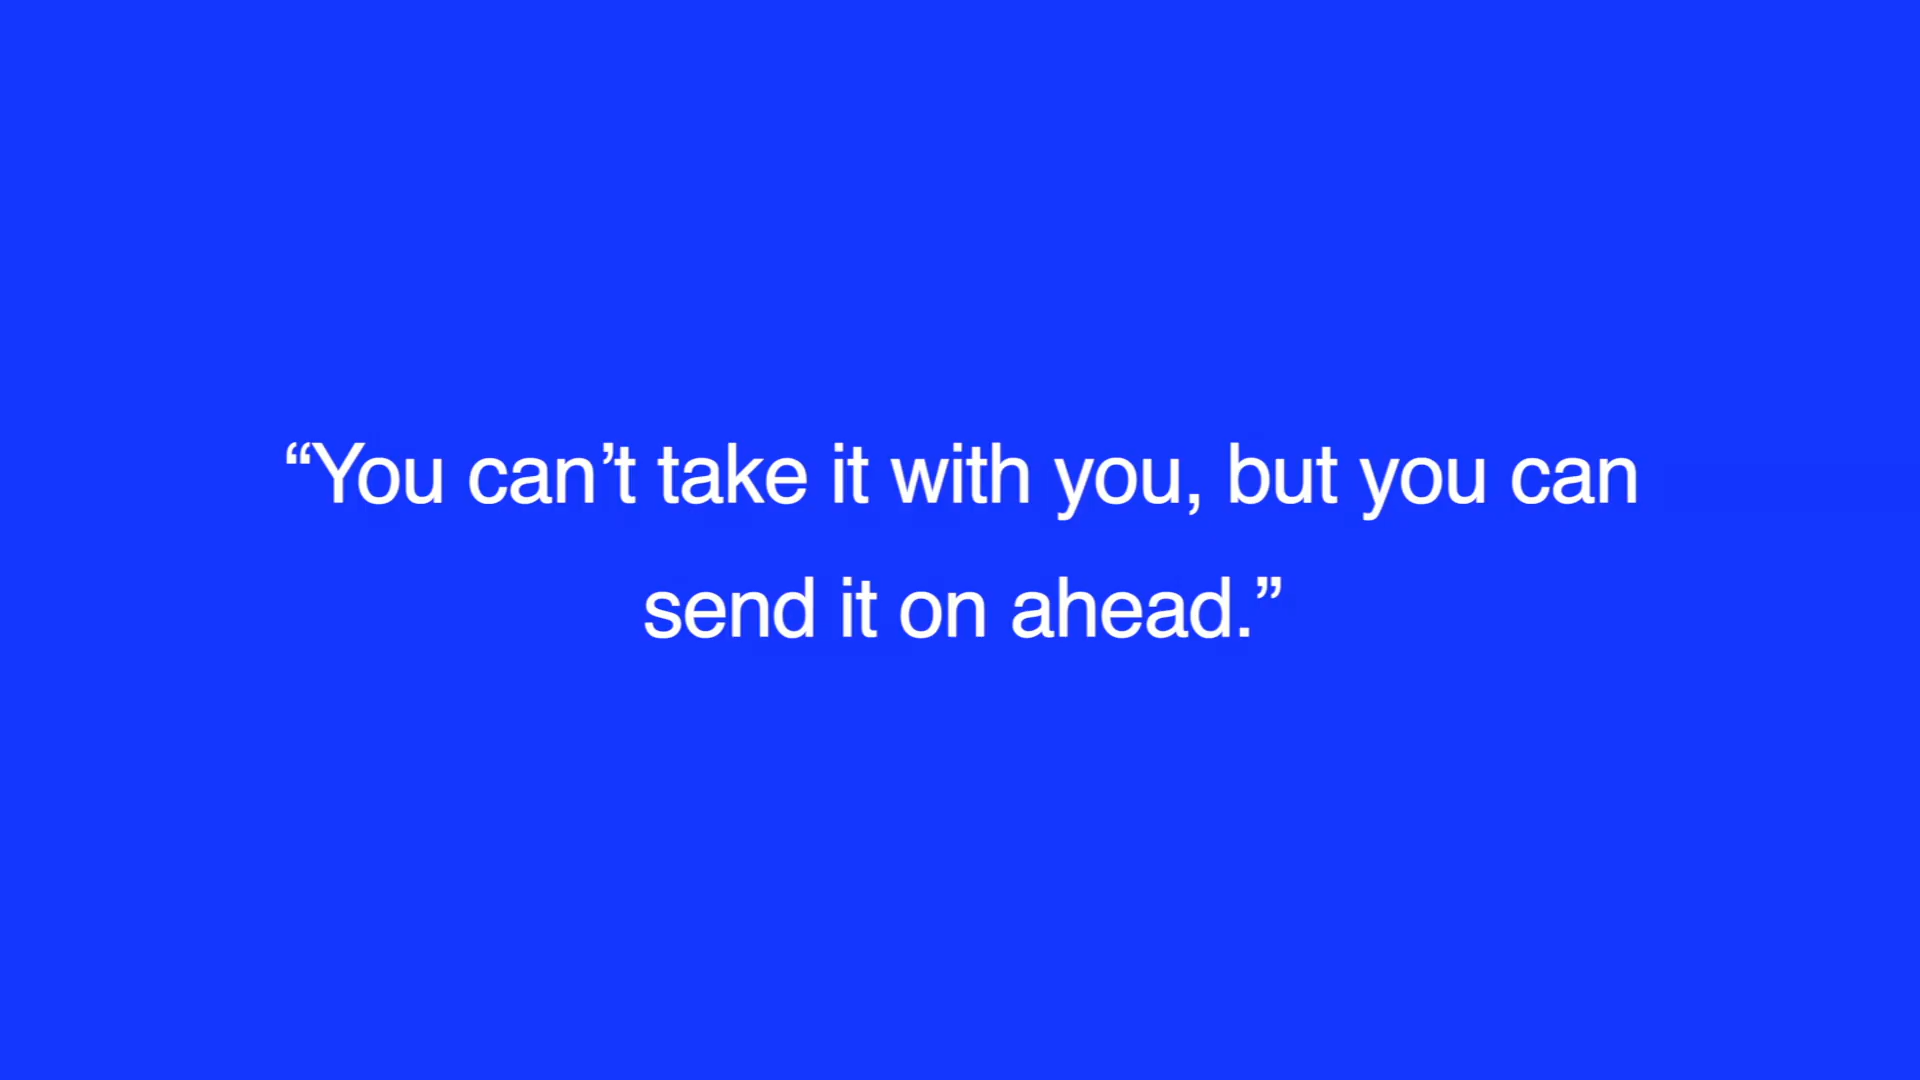 “You can’t take it with you, but you can
send it on ahead.”